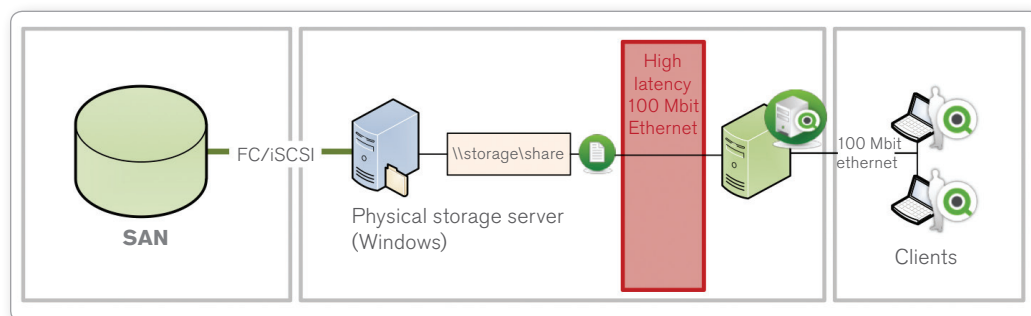 SAN
FC/iSCSI
Physical storage server
(Windows)
\\storage\share
High
latency
100 Mbit
Ethernet
100 Mbit
ethernet
Clients